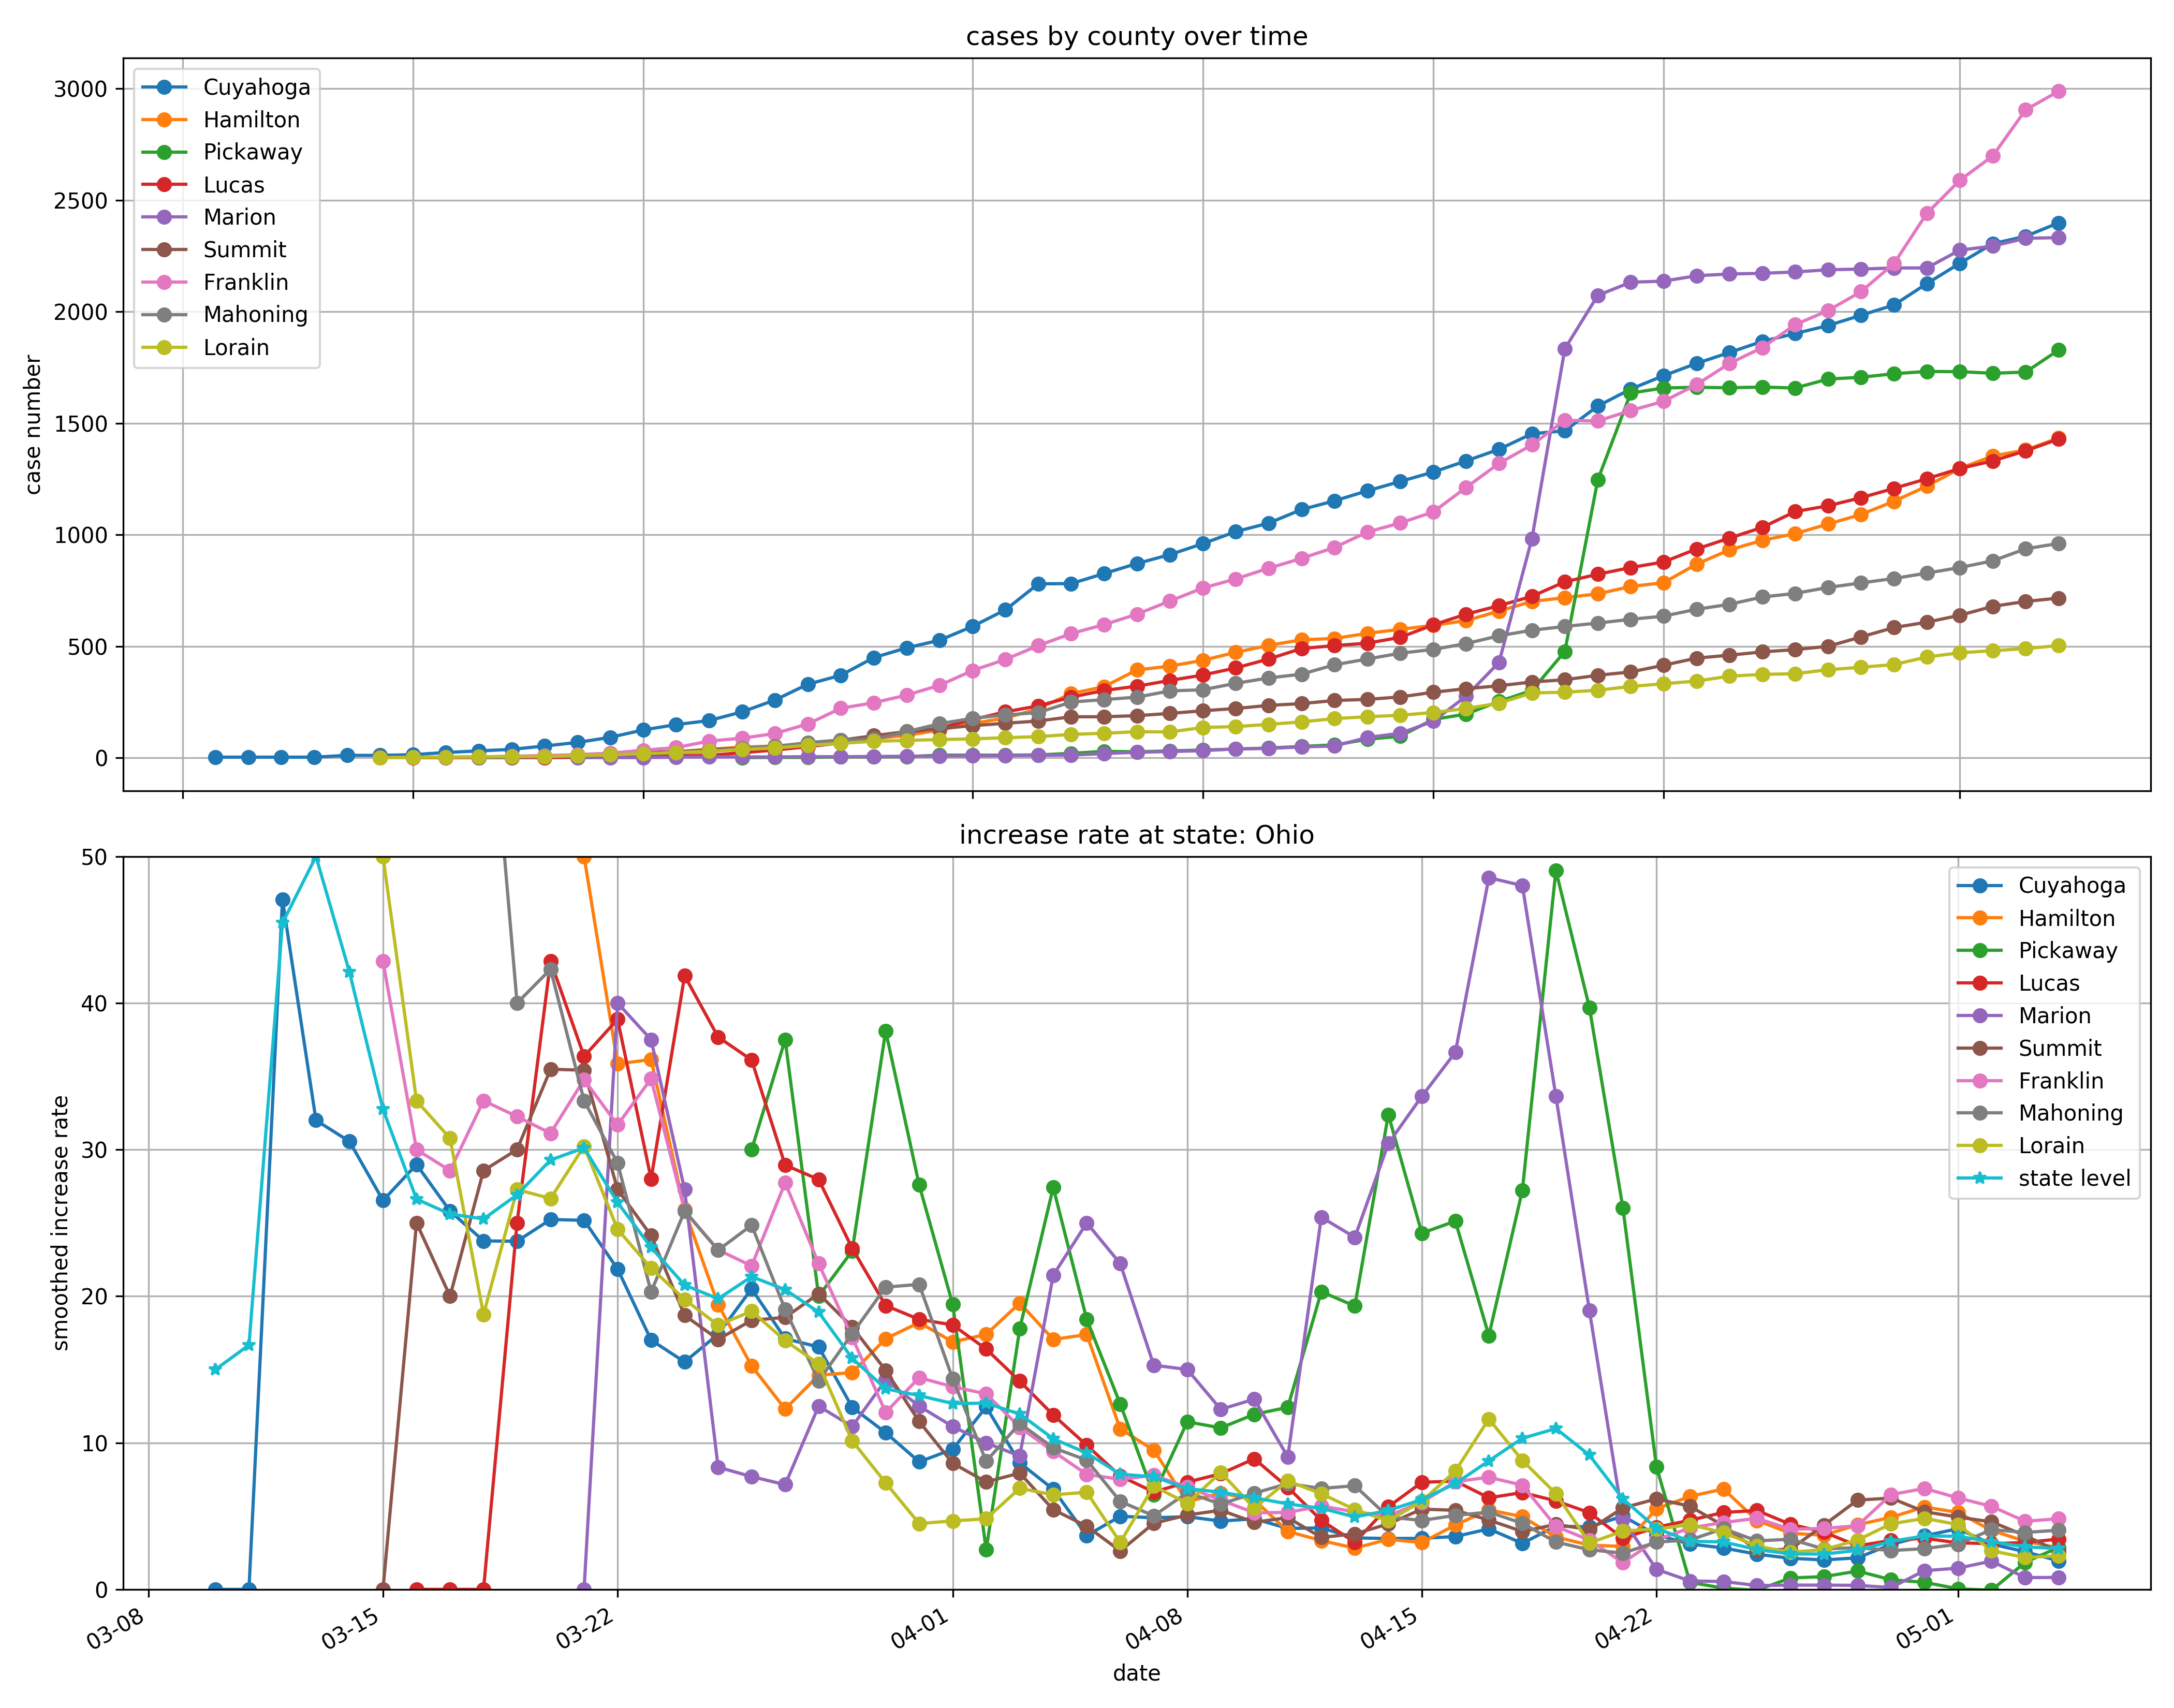 cases by county over time
3000
2500
2000
1500
1000
500
0
case number
Cuyahoga
Hamilton
Pickaway
Lucas
Marion
Summit
Franklin
Mahoning
Lorain
increase rate at state: Ohio
50
40
30
20
10
0
smoothed increase rate
Cuyahoga
Hamilton
Pickaway
Lucas
Marion
Summit
Franklin
Mahoning
Lorain
state level
03-08
03-15
03-22
04-01
04-08
04-15
04-22
05-01
date